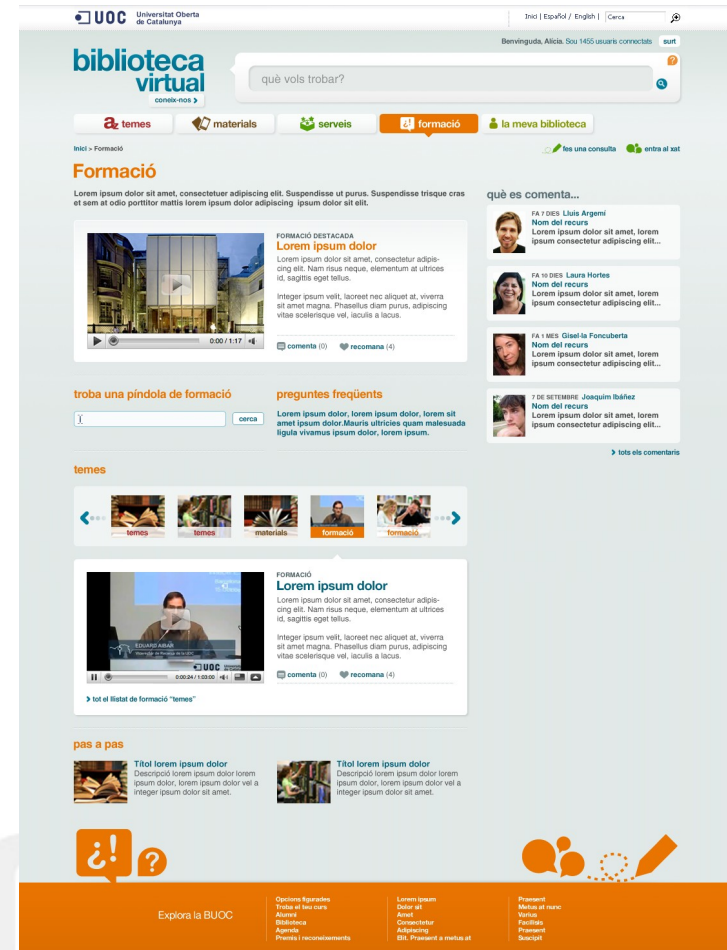 UOC Universitat Oberta
de Catalunya
Inici | Español / English | Cerca
Benvinguda, Alícia. Sou 1455 usuaris connectats surt
biblioteca
virtual
coneix-nos
què vols trobar?
?
temes
materials
serveis
formació
la meva biblioteca
Inici > Formació
fes una consulta
entra al xat
Formació
Lorem ipsum dolor sit amet, consectetuer adipiscing elit. Suspendisse ut purus. Suspendisse trisque cras
et sem at odio porttitor mattis lorem ipsum dolor adipiscing ipsum dolor sit elit.
FORMACIÓ DESTACADA
Lorem ipsum dolor
Lorem ipsum dolor sit amet, consectetur adipis-
cing elit. Nam risus neque, elementum at ultrices
id, sagittis eget tellus.
Integer ipsum velit, laoreet nec aliquet at, viverra
sit amet magna. Phasellus diam purus, adipiscing
vitae scelerisque vel, iaculis a lacus.
0:00 / 1:17
comenta (0)
recomana (4)
què es comenta...
FA 7 DIES Lluís Argemí
Nom del recurs
Lorem ipsum dolor sit amet, lorem
ipsum consectetur adipiscing elit...
FA 10 DIES Laura Hortes
Nom del recurs
Lorem ipsum dolor sit amet, lorem
ipsum consectetur adipiscing elit...
FA 1 MES Gisel·la Foncuberta
Nom del recurs
Lorem ipsum dolor sit amet, lorem
ipsum consectetur adipiscing elit...
7 DE SETEMBRE Joaquim Ibáñez
Nom del recurs
Lorem ipsum dolor sit amet, lorem
ipsum consectetur adipiscing elit...
tots els comentaris
troba una píndola de formació
cerca
preguntes freqüents
Lorem ipsum dolor, lorem ipsum dolor, lorem sit
amet ipsum dolor.Mauris ultricies quam malesuada
ligula vivamus ipsum dolor, lorem ipsum.
temes
temes
temes
materials
formació
formació
FORMACIÓ
Lorem ipsum dolor
Lorem ipsum dolor sit amet, consectetur adipis-
cing elit. Nam risus neque, elementum at ultrices
id, sagittis eget tellus.
Integer ipsum velit, laoreet nec aliquet at, viverra
sit amet magna. Phasellus diam purus, adipiscing
vitae scelerisque vel, iaculis a lacus.
EDUARD AIBAR
UOC
0:00:24 / 1:03:00
comenta (0)
recomana (4)
tot el llistat de formació "temes"
pas a pas
Títol lorem ipsum dolor
Descripció lorem ipsum dolor lorem
ipsum dolor, lorem ipsum dolor vel a
integer ipsum dolor sit amet.
Títol lorem ipsum dolor
Descripció lorem ipsum dolor lorem
ipsum dolor, lorem ipsum dolor vel a
integer ipsum dolor sit amet.
¿!
?
Explora la BUOC
Opcions figurades
Troba el teu curs
Alumni
Biblioteca
Agenda
Premis i reconeixements
Lorem ipsum
Dolor sit
Amet
Consectetur
Adipiscing
Elit. Praesent a metus at
Praesent
Metus at nunc
Varius
Facilisis
Praesent
Suscipit